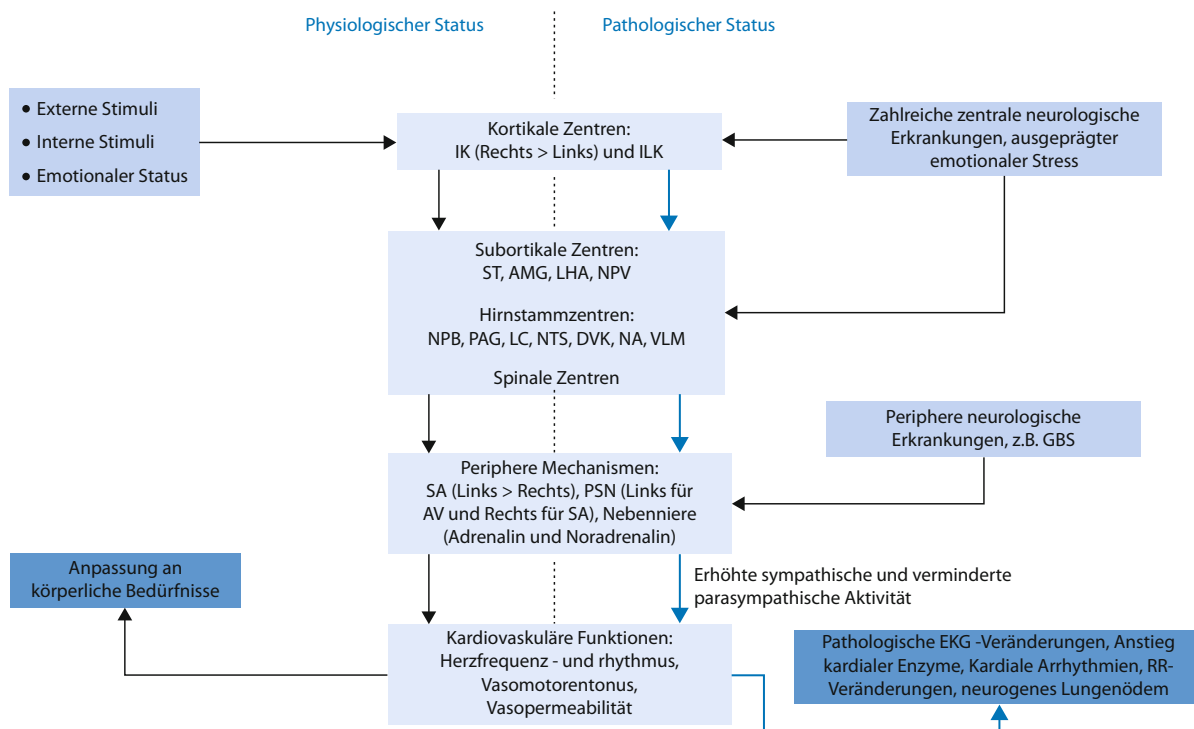 Physiologischer Status
Pathologischer Status
• Externe Stimuli
• Interne Stimuli
• Emotionaler Status
Kortikale Zentren:
IK (Rechts > Links) und ILK
Zahlreiche zentrale neurologische
Erkrankungen, ausgeprägter
emotionaler Stress
Subortikale Zentren:
ST, AMG, LHA, NPV
Hirnstammzentren:
NPB, PAG, LC, NTS, DVK, NA, VLM
Spinale Zentren
Periphere neurologische
Erkrankungen, z.B. GBS
Periphere Mechanismen:
SA (Links > Rechts), PSN (Links für
AV und Rechts für SA), Nebenniere
(Adrenalin und Noradrenalin)
Anpassung an
körperliche Bedürfnisse
Erhöhte sympathische und verminderte
parasympathische Aktivität
Kardiovaskuläre Funktionen:
Herzfrequenz - und rhythmus,
Vasomotorentonus,
Vasopermeabilität
Pathologische EKG -Veränderungen, Anstieg
kardialer Enzyme, Kardiale Arrhythmien, RR-
Veränderungen, neurogenes Lungenödem